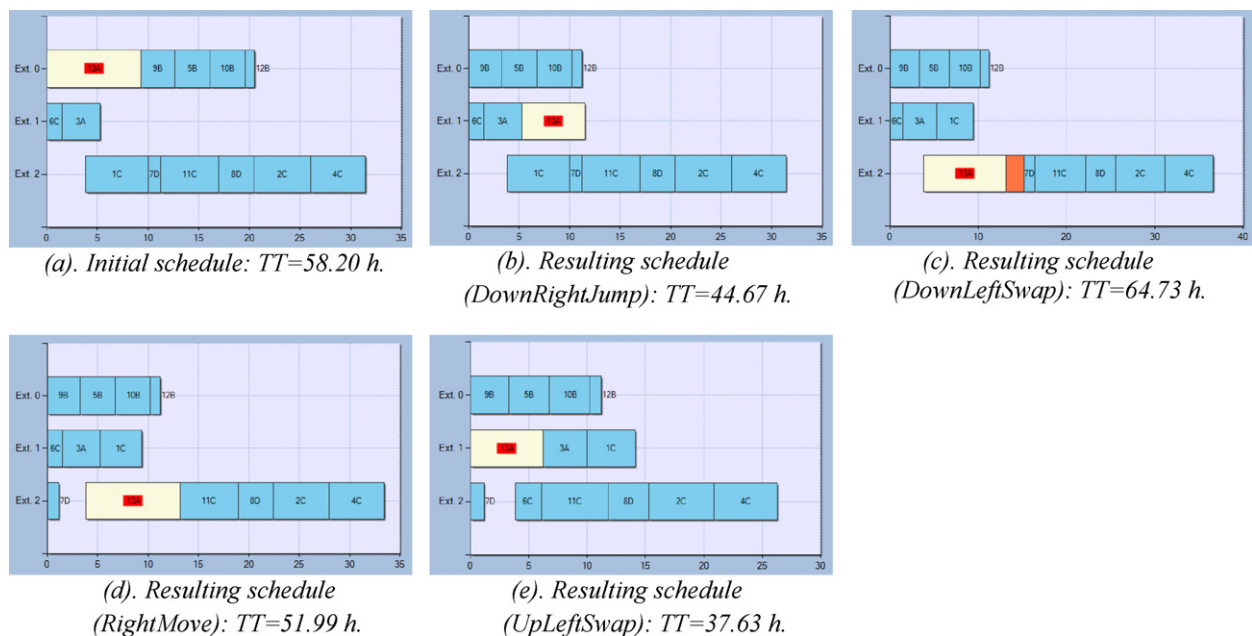 Ext. 0
13A 9B 5B 10B 12B
Ext. 1
6C 3A
Ext. 2
1C 7D 11C 8D 2C 4C
0 5 10 15 20 25 30 35
(a). Initial schedule: TT=58.20 h.
Ext. 0
9B 5B 10B 12B
Ext. 1
6C 3A 13A
Ext. 2
1C 7D 11C 8D 2C 4C
0 5 10 15 20 25 30 35
(b). Resulting schedule
(DownRightJump): TT=44.67 h.
Ext. 0
9B 5B 10B 12B
Ext. 1
6C 3A 1C
Ext. 2
13A 7D 11C 8D 2C 4C
0 10 20 30 40
(c). Resulting schedule
(DownLeftSwap): TT=64.73 h.
Ext. 0
9B 5B 10B 12B
Ext. 1
6C 3A 1C
Ext. 2
7D 13A 11C 8D 2C 4C
0 5 10 15 20 25 30 35
(d). Resulting schedule
(RightMove): TT=51.99 h.
Ext. 0
9B 5B 10B 12B
Ext. 1
13A 3A 1C
Ext. 2
7D 6C 11C 8D 2C 4C
0 5 10 15 20 25 30
(e). Resulting schedule
(UpLeftSwap): TT=37.63 h.